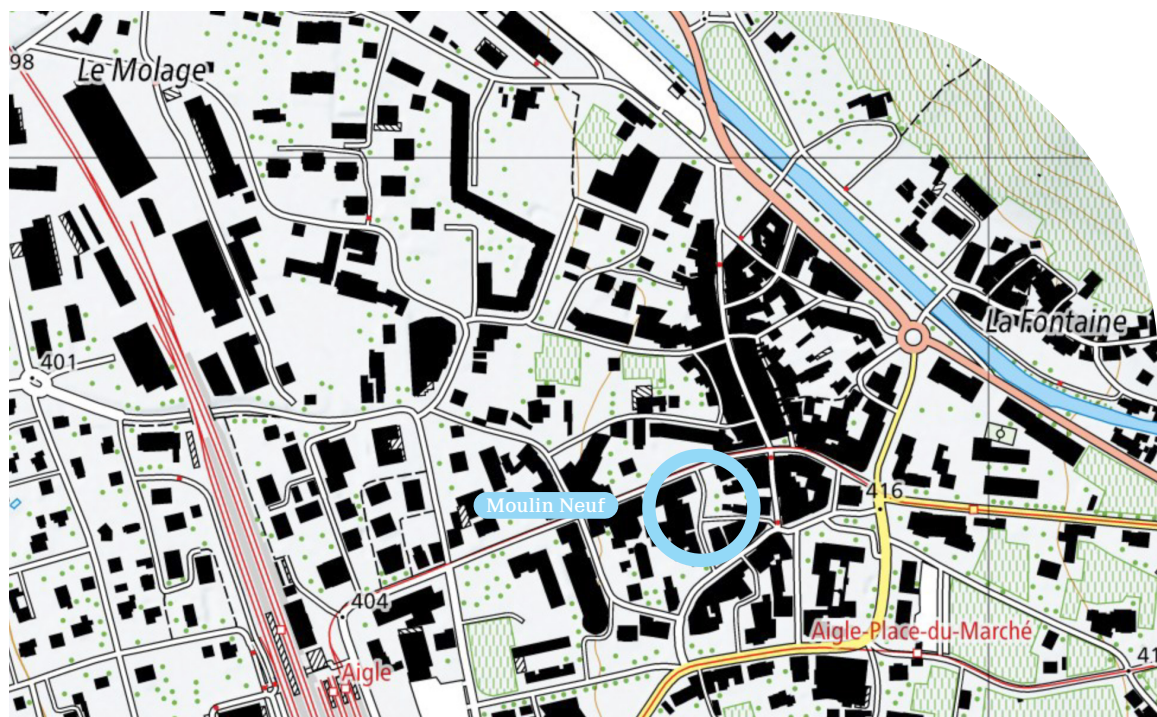 98
Le Molage
La Fontaine
401
Moulin Neuf
416
404
Aigle-Place-du-Marché
Aigle
41